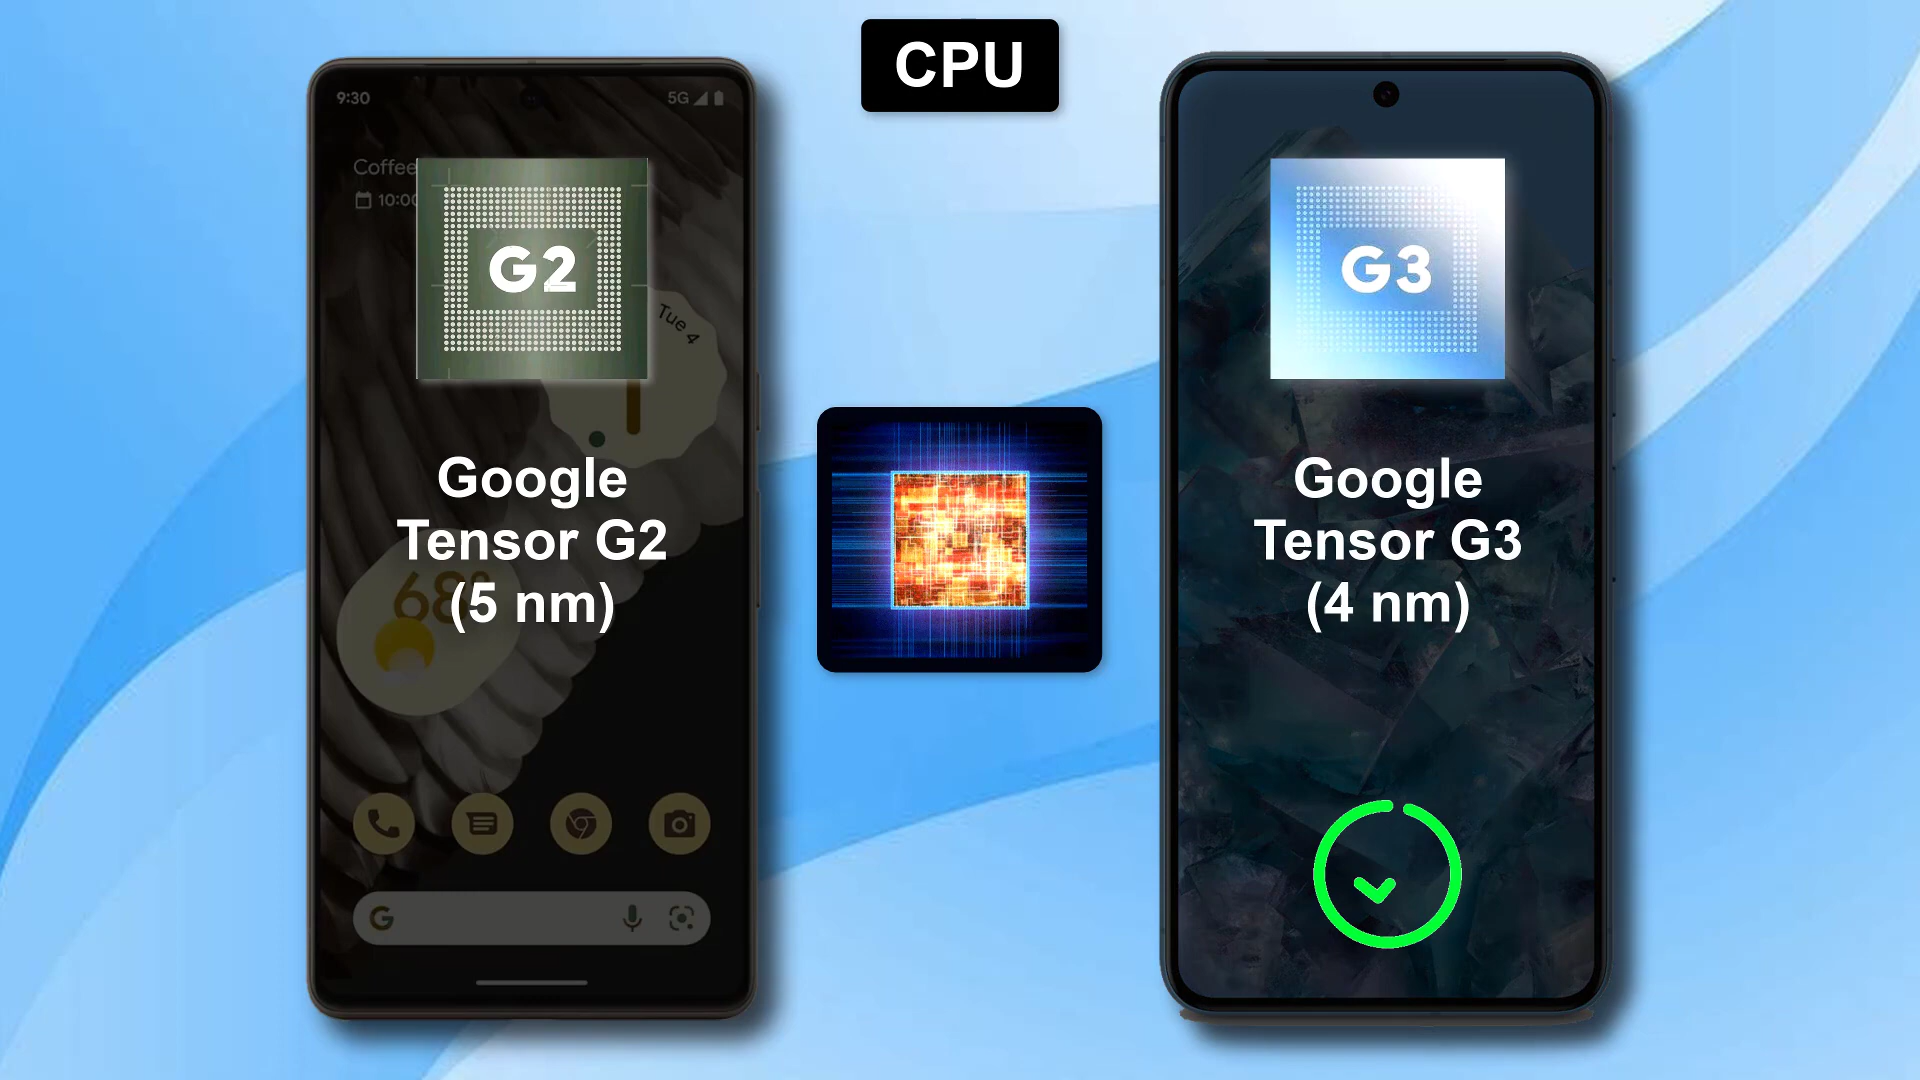 CPU
9:30
5G
Coffee
10:00
G2
Tue 4
Google
Tensor G2
(5 nm)
68°
G
G3
Google
Tensor G3
(4 nm)